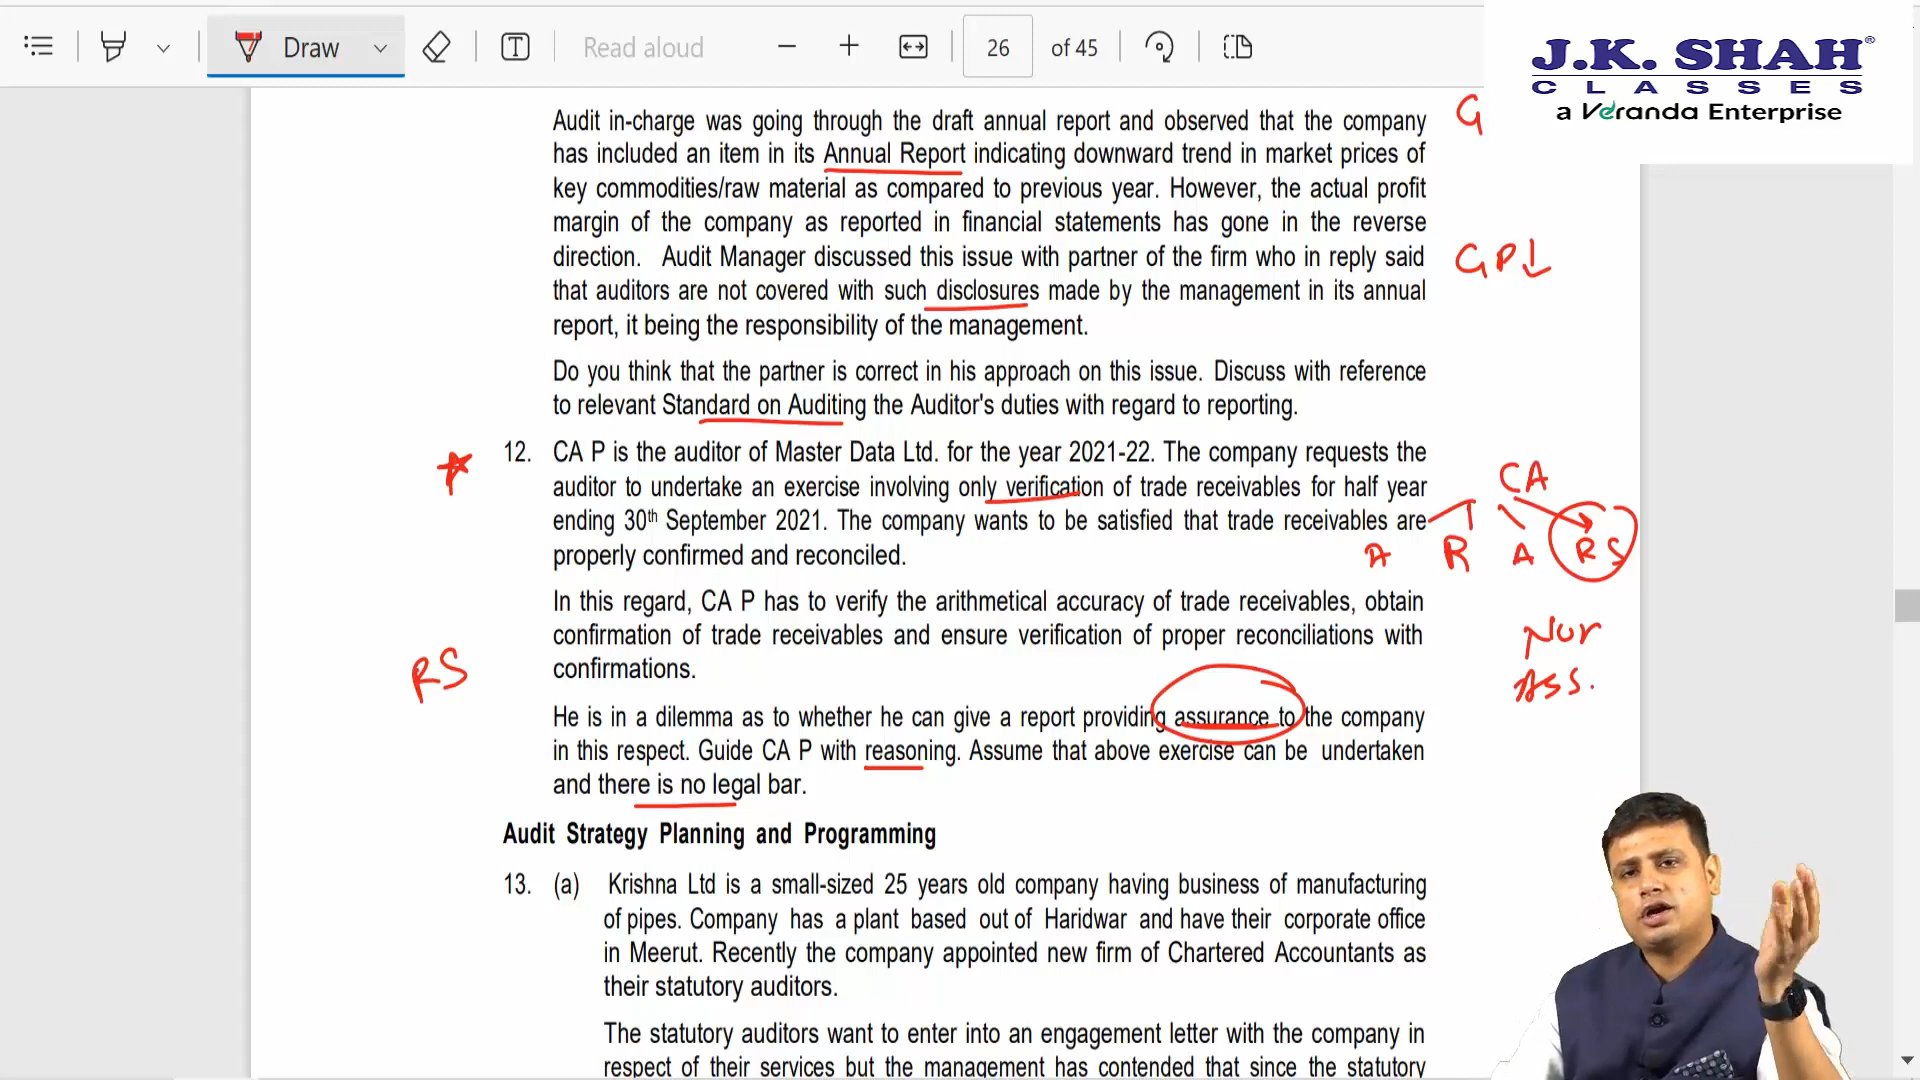 Draw
Read aloud
26 of 45
J.K. SHAH®
CLASSES
a Veranda Enterprise
Audit in-charge was going through the draft annual report and observed that the company
has included an item in its Annual Report indicating downward trend in market prices of
key commodities/raw material as compared to previous year. However, the actual profit
margin of the company as reported in financial statements has gone in the reverse
direction. Audit Manager discussed this issue with partner of the firm who in reply said
that auditors are not covered with such disclosures made by the management in its annual
report, it being the responsibility of the management.
G
GP↓
Do you think that the partner is correct in his approach on this issue. Discuss with reference
to relevant Standard on Auditing the Auditor's duties with regard to reporting.
12. CA P is the auditor of Master Data Ltd. for the year 2021-22. The company requests the
auditor to undertake an exercise involving only verification of trade receivables for half year
ending 30th September 2021. The company wants to be satisfied that trade receivables are
properly confirmed and reconciled.
CA
A R A RS
In this regard, CA P has to verify the arithmetical accuracy of trade receivables, obtain
confirmation of trade receivables and ensure verification of proper reconciliations with
confirmations.
RS
Ass.
He is in a dilemma as to whether he can give a report providing assurance to the company
in this respect. Guide CA P with reasoning. Assume that above exercise can be undertaken
and there is no legal bar.
Audit Strategy Planning and Programming
13. (a) Krishna Ltd is a small-sized 25 years old company having business of manufacturing
of pipes. Company has a plant based out of Haridwar and have their corporate office
in Meerut. Recently the company appointed new firm of Chartered Accountants as
their statutory auditors.
The statutory auditors want to enter into an engagement letter with the company in
respect of their services but the management has contended that since the statutory